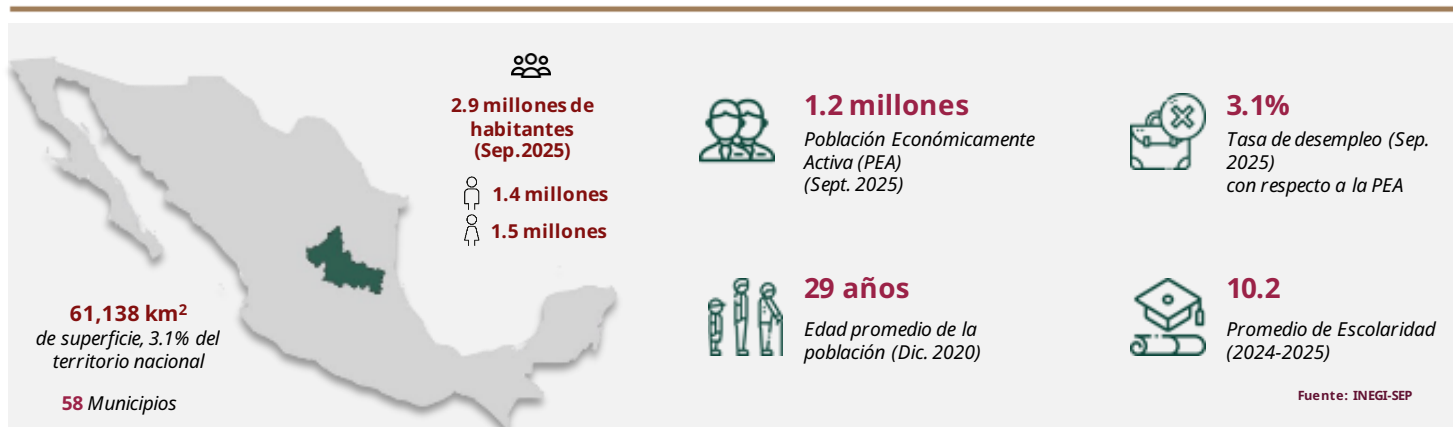 2.9 millones de
habitantes
(Sep.2025)
1.4 millones
1.5 millones
61,138 km²
de superficie, 3.1% del
territorio nacional
58 Municipios
1.2 millones
Población Económicamente
Activa (PEA)
(Sept. 2025)
3.1%
Tasa de desempleo (Sep.
2025)
con respecto a la PEA
29 años
Edad promedio de la
población (Dic. 2020)
10.2
Promedio de Escolaridad
(2024-2025)
Fuente: INEGI-SEP